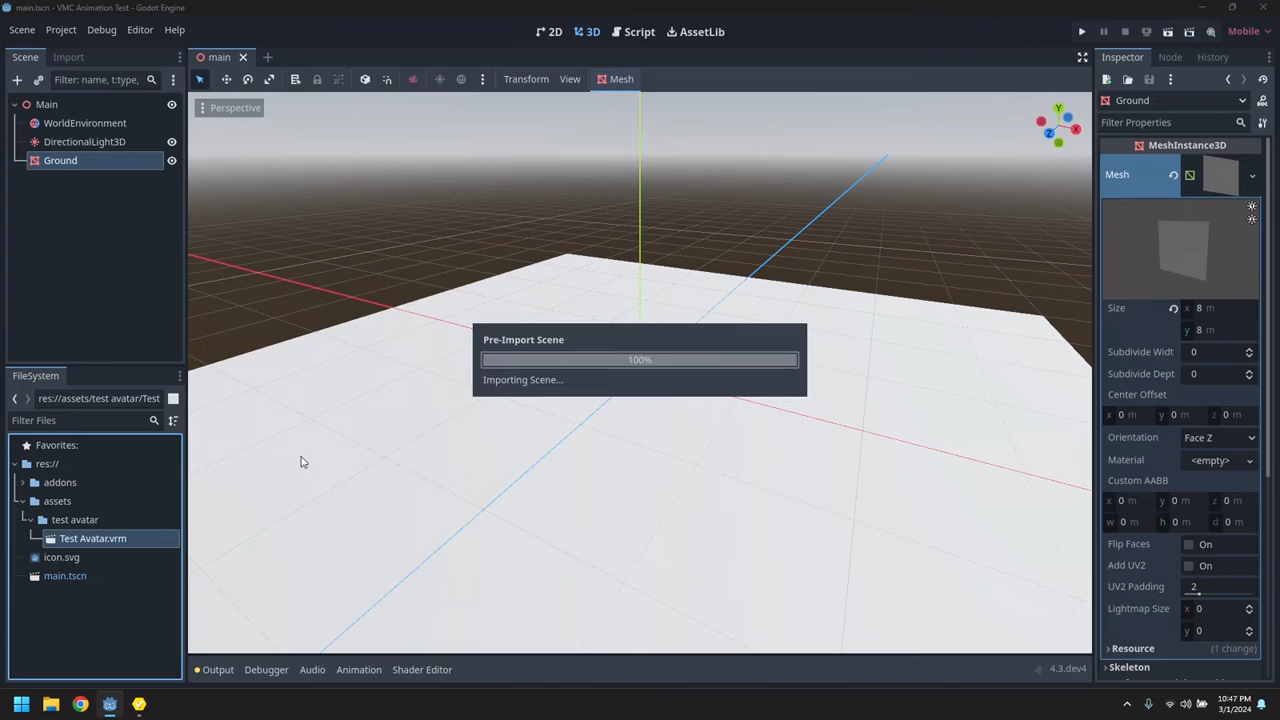 main.tscn - VMC Animation Test - Godot Engine
Scene Project Debug Editor Help
2D 3D Script AssetLib
Mobile
Scene Import
main
Inspector Node History
Filter: name, t:type,
Transform View Mesh
Main
WorldEnvironment
DirectionalLight3D
Ground
Perspective
Y
X
Z
Ground
Filter Properties
MeshInstance3D
Mesh
Size x 8 m
y 8 m
Subdivide Widt 0
Subdivide Dept 0
Center Offset
x 0 m y 0 m z 0 m
Orientation Face Z
Material <empty>
Custom AABB
x 0 m y 0 m z 0 m
w 0 m h 0 m d 0 m
Flip Faces On
Add UV2 On
UV2 Padding 2
Lightmap Size x 0
y 0
Resource (1 change)
Skeleton
Pre-Import Scene
100%
Importing Scene...
FileSystem
res://assets/test avatar/Test
Filter Files
Favorites:
res://
addons
assets
test avatar
Test Avatar.vrm
icon.svg
main.tscn
Output Debugger Audio Animation Shader Editor
4.3.dev4
10:47 PM
3/1/2024